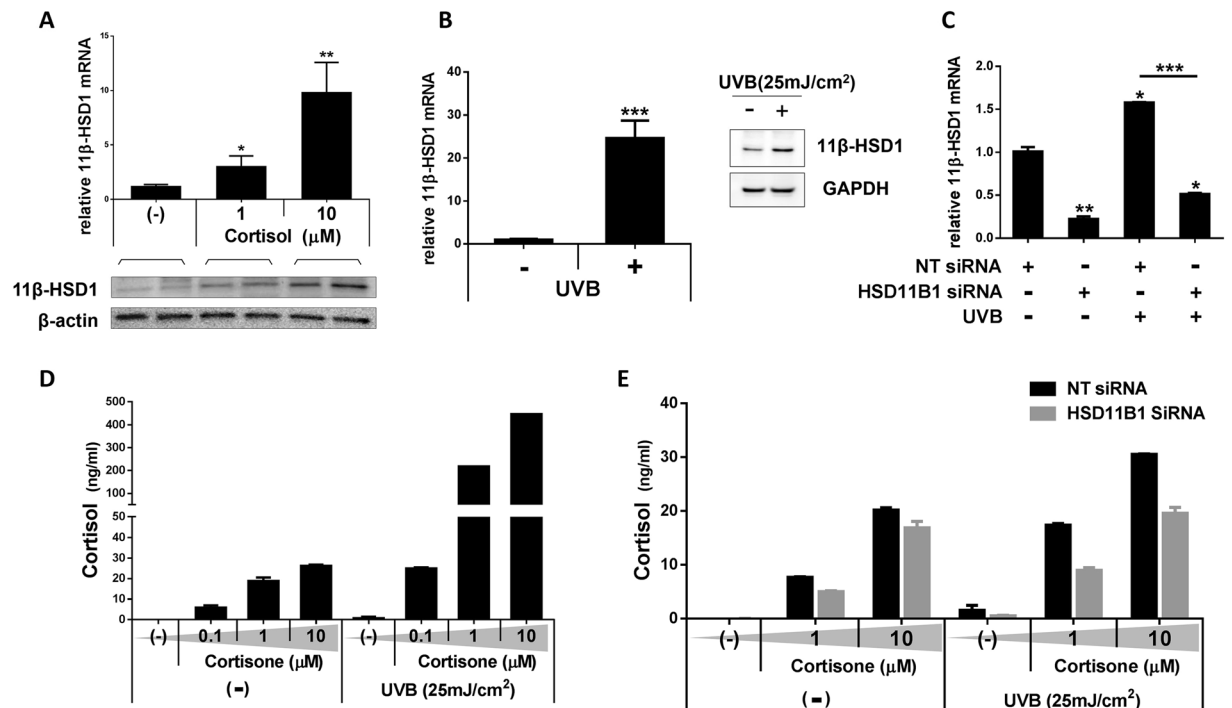 A
relative 11β-HSD1 mRNA
15
10
5
0
*
**
(-) 1 10
Cortisol (μM)
11β-HSD1
β-actin
B
relative 11β-HSD1 mRNA
40
30
20
10
0
***
- +
UVB
UVB(25mJ/cm²)
- +
11β-HSD1
GAPDH
C
relative 11β-HSD1 mRNA
2.0
1.5
1.0
0.5
0.0
***
*
**
*
NT siRNA + - + -
HSD11B1 siRNA - + - +
UVB - - + +
D
Cortisol (ng/ml)
500
400
300
200
100
50
40
30
20
10
0
(-) 0.1 1 10 (-) 0.1 1 10
Cortisone (μM) Cortisone (μM)
(-) UVB (25mJ/cm²)
E
NT siRNA
HSD11B1 SiRNA
Cortisol (ng/ml)
40
30
20
10
0
(-) 1 10 (-) 1 10
Cortisone (μM) Cortisone (μM)
(-) UVB (25mJ/cm²)